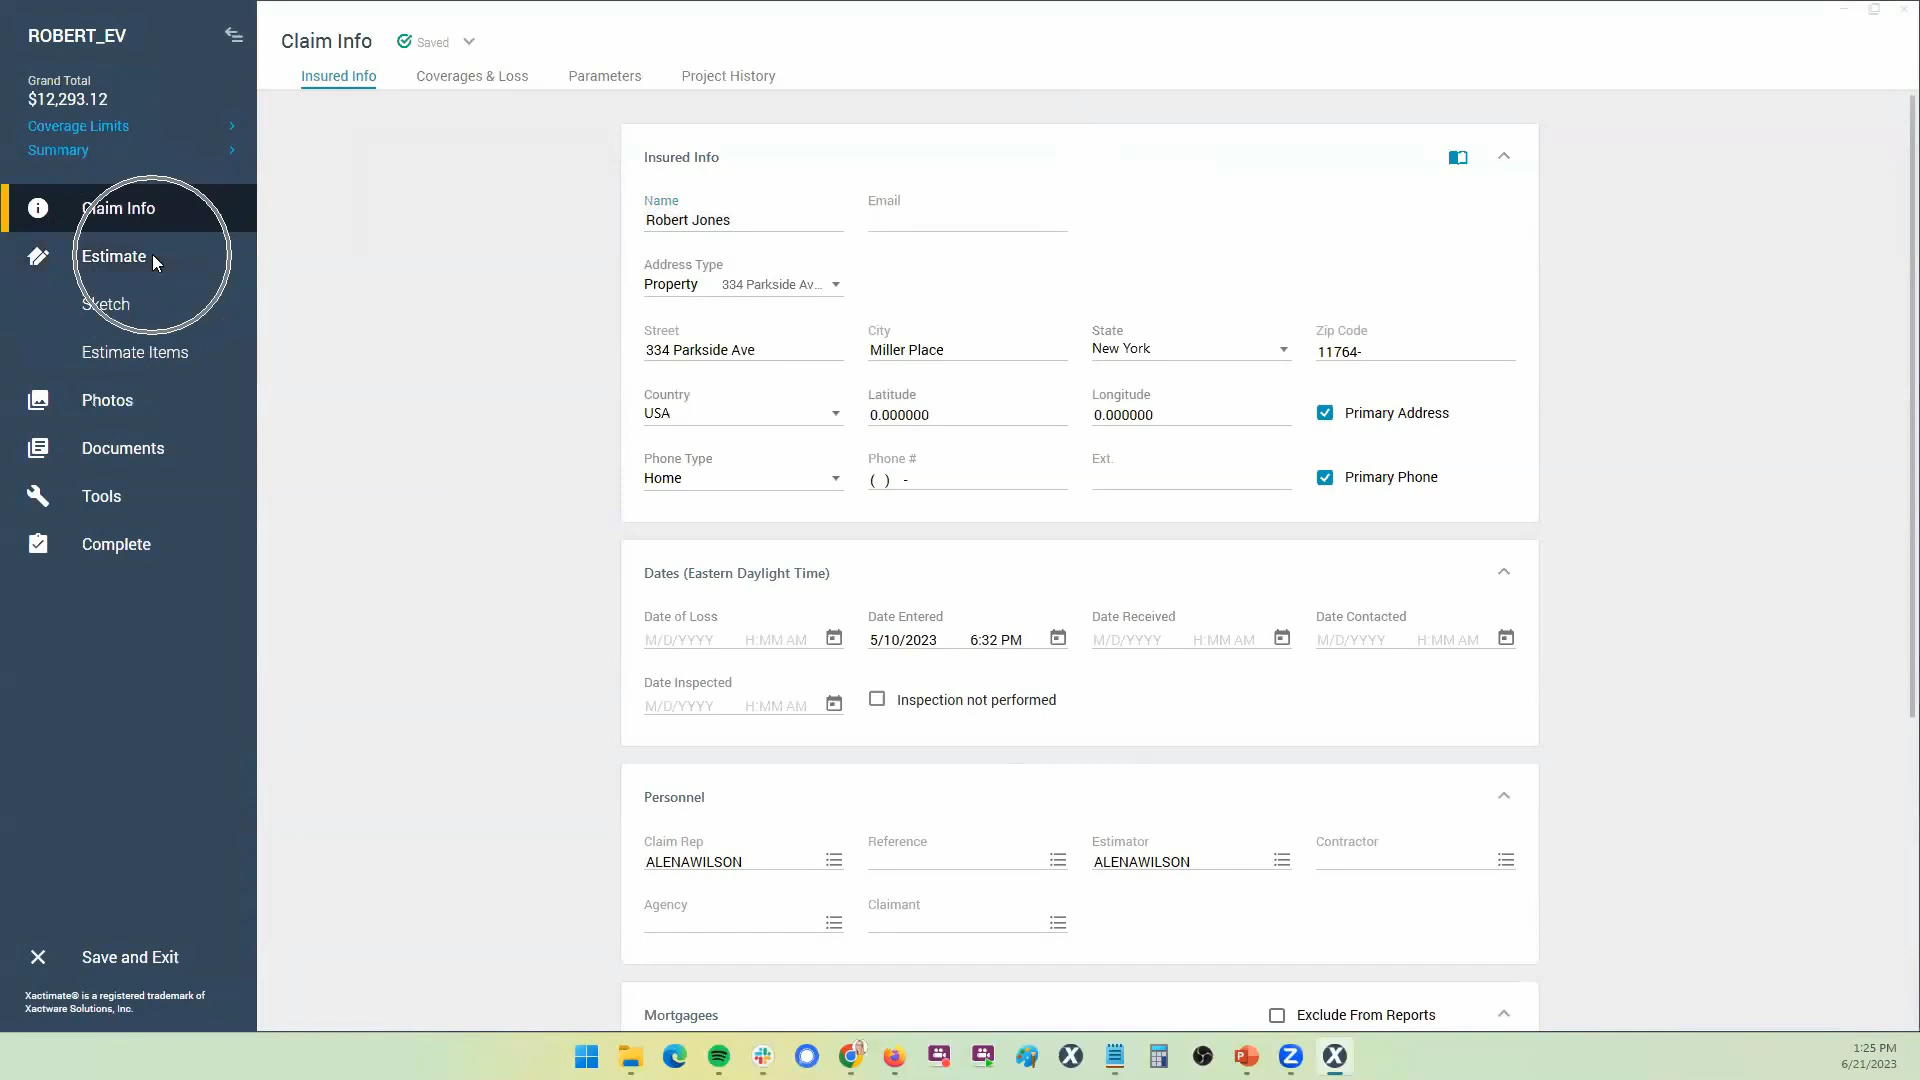 ROBERT_EV
Grand Total
$12,293.12
Coverage Limits
Summary
Claim Info
Estimate
Sketch
Estimate Items
Photos
Documents
Tools
Complete
Save and Exit
Xactimate® is a registered trademark of
Xactware Solutions, Inc.
Claim Info Saved
Insured Info Coverages & Loss Parameters Project History
Insured Info
Name Email
Robert Jones
Address Type
Property 334 Parkside Av...
Street City State Zip Code
334 Parkside Ave Miller Place New York 11764-
Country Latitude Longitude
USA 0.000000 0.000000 Primary Address
Phone Type Phone # Ext.
Home ( ) - Primary Phone
Dates (Eastern Daylight Time)
Date of Loss Date Entered Date Received Date Contacted
M/D/YYYY H:MM AM 5/10/2023 6:32 PM M/D/YYYY H:MM AM M/D/YYYY H:MM AM
Date Inspected
M/D/YYYY H:MM AM Inspection not performed
Personnel
Claim Rep Reference Estimator Contractor
ALENAWILSON ALENAWILSON
Agency Claimant
Mortgagees Exclude From Reports
1:25 PM
6/21/2023